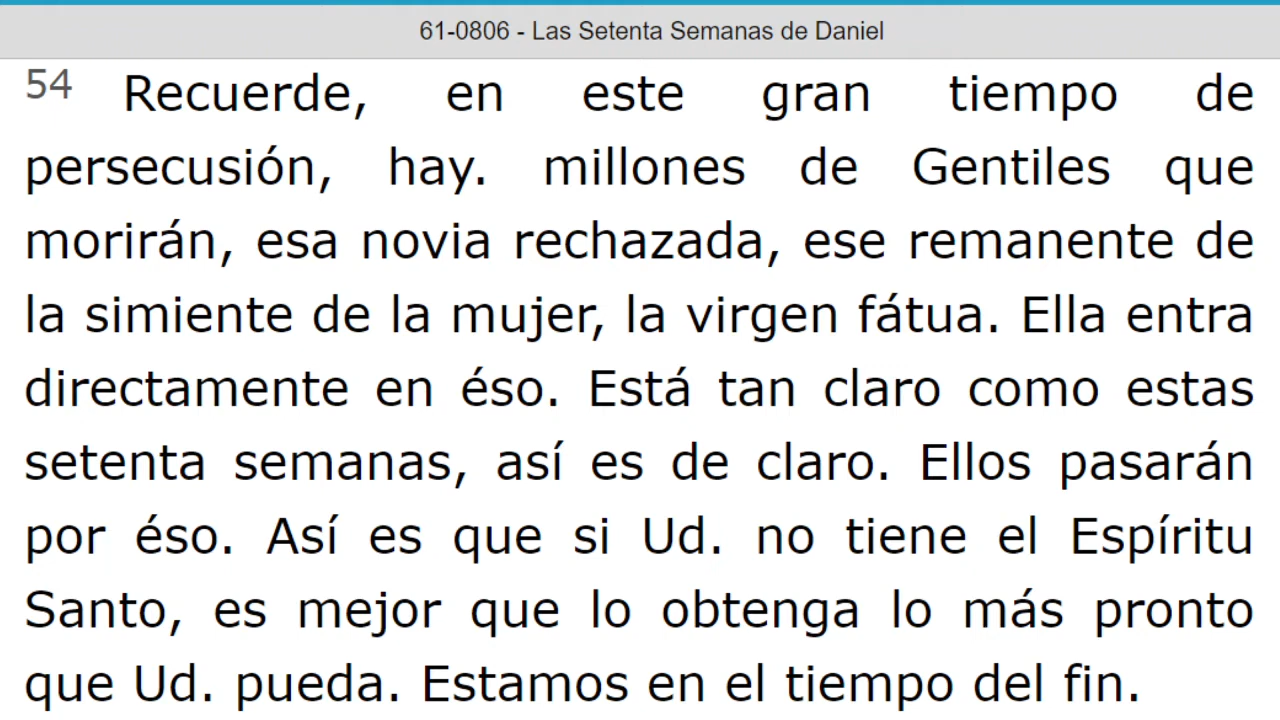 61-0806 - Las Setenta Semanas de Daniel
54 Recuerde, en este gran tiempo de
persecusión, hay. millones de Gentiles que
morirán, esa novia rechazada, ese remanente de
la simiente de la mujer, la virgen fátua. Ella entra
directamente en éso. Está tan claro como estas
setenta semanas, así es de claro. Ellos pasarán
por éso. Así es que si Ud. no tiene el Espíritu
Santo, es mejor que lo obtenga lo más pronto
que Ud. pueda. Estamos en el tiempo del fin.